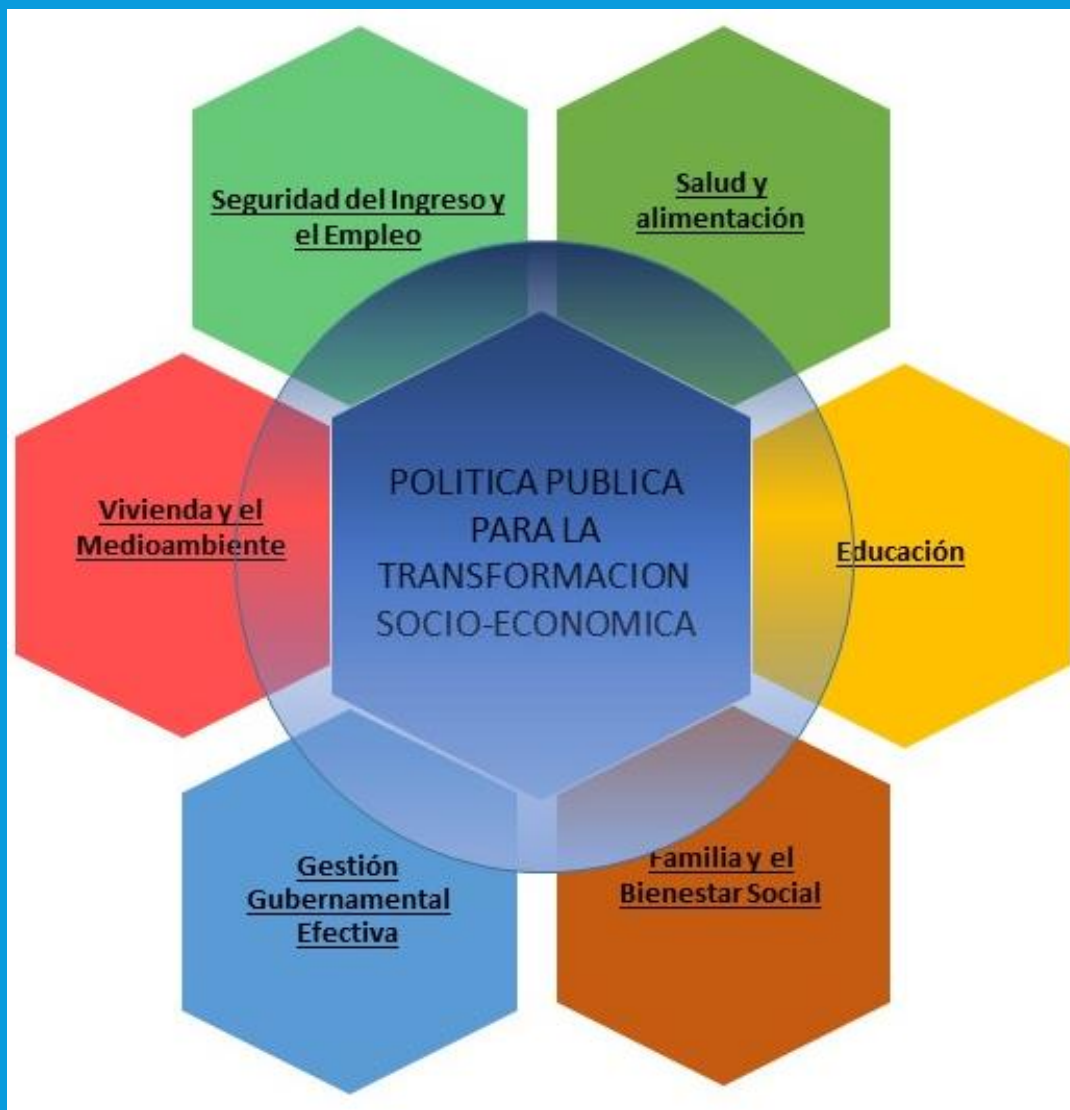 Seguridad del Ingreso y
el Empleo
Salud y
alimentación
Vivienda y el
Medioambiente
POLITICA PUBLICA
PARA LA
TRANSFORMACION
SOCIO-ECONOMICA
Educación
Gestión
Gubernamental
Efectiva
Familia y el
Bienestar Social